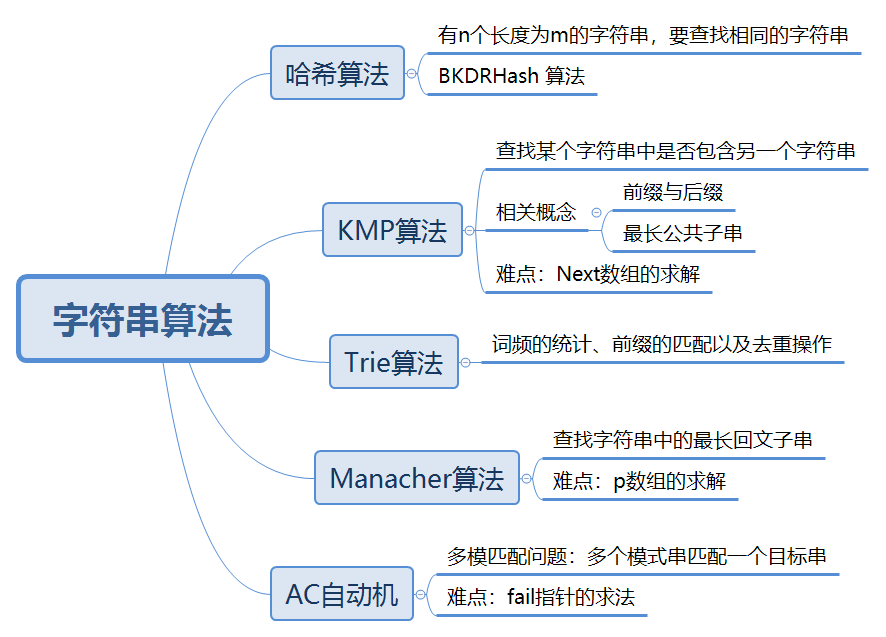 字符串算法
哈希算法
有n个长度为m的字符串，要查找相同的字符串
BKDRHash 算法
KMP算法
查找某个字符串中是否包含另一个字符串
相关概念
前缀与后缀
最长公共子串
难点：Next数组的求解
Trie算法
词频的统计、前缀的匹配以及去重操作
Manacher算法
查找字符串中的最长回文子串
难点：p数组的求解
AC自动机
多模匹配问题：多个模式串匹配一个目标串
难点：fail指针的求法